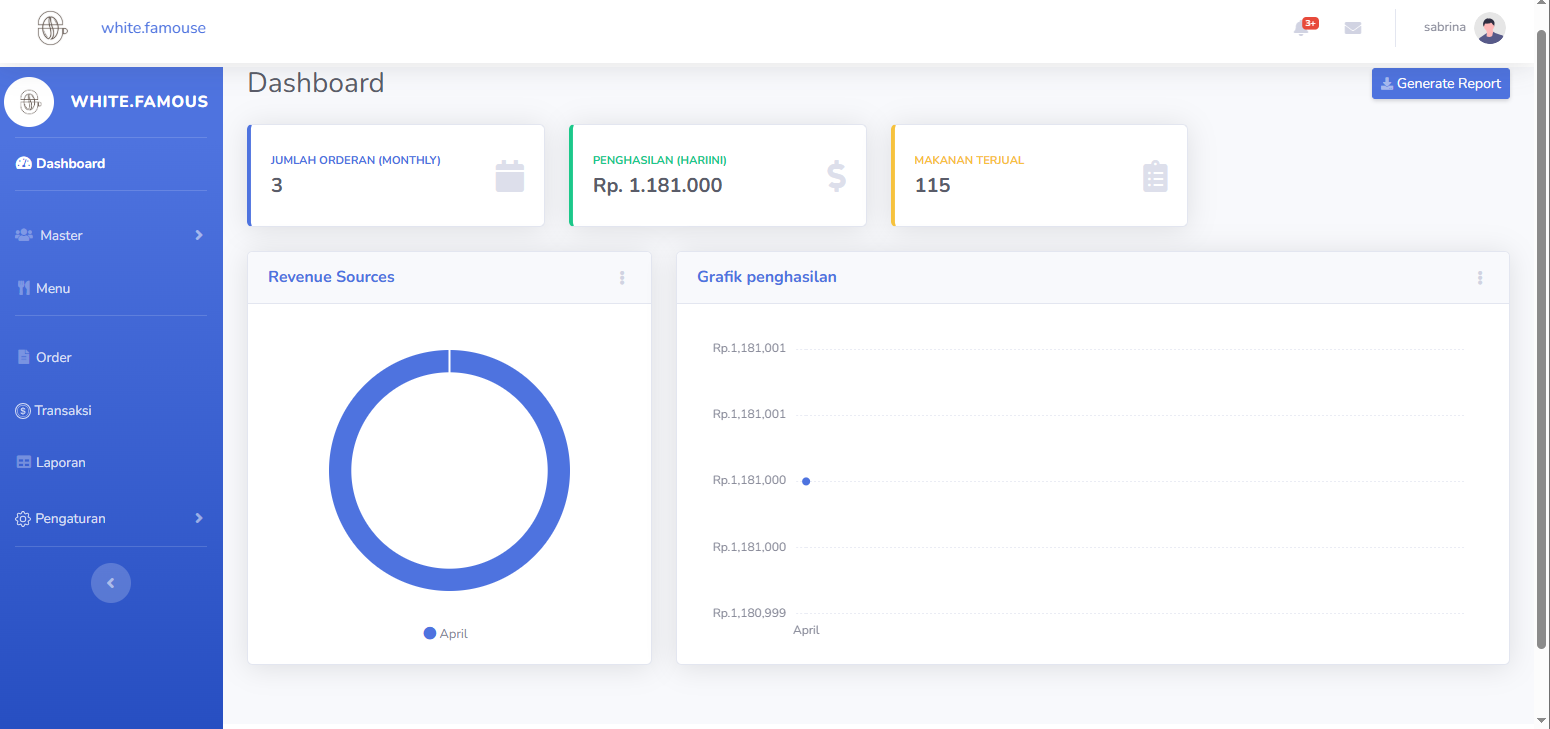 white.famouse
3+
sabrina
WHITE.FAMOUS
Dashboard
Master
Menu
Order
Transaksi
Laporan
Pengaturan
Dashboard
Generate Report
JUMLAH ORDERAN (MONTHLY)
3
PENGHASILAN (HARIINI)
Rp. 1.181.000
MAKANAN TERJUAL
115
Revenue Sources
April
Grafik penghasilan
Rp.1,181,001
Rp.1,181,001
Rp.1,181,000
Rp.1,181,000
Rp.1,180,999
April